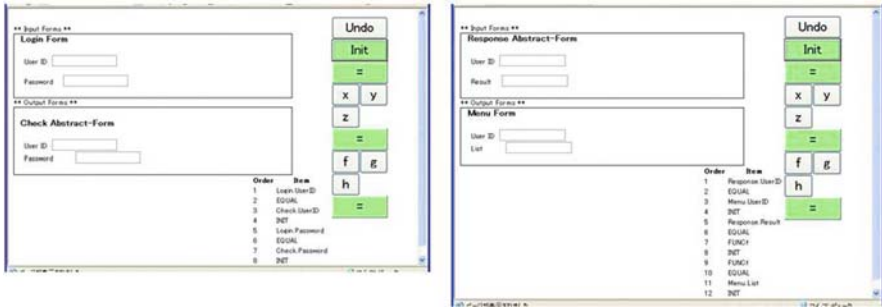 ** Input Forms **
Login Form
User ID
Password
** Output Forms **
Check Abstract-Form
User ID
Password
Order Item
1 Login.UserID
2 EQUAL
3 Check.UserID
4 INIT
5 Login.Password
6 EQUAL
7 Check.Password
8 INIT
Undo
Init
=
x y
z
=
f g
h
=
** Input Forms **
Response Abstract-Form
User ID
Result
** Output Forms **
Menu Form
User ID
List
Order Item
1 Response.UserID
2 EQUAL
3 Menu.UserID
4 INIT
5 Response.Result
6 EQUAL
7 FUNCf
8 INIT
9 FUNCf
10 EQUAL
11 Menu.List
12 INIT
Undo
Init
=
x y
z
=
f g
h
=